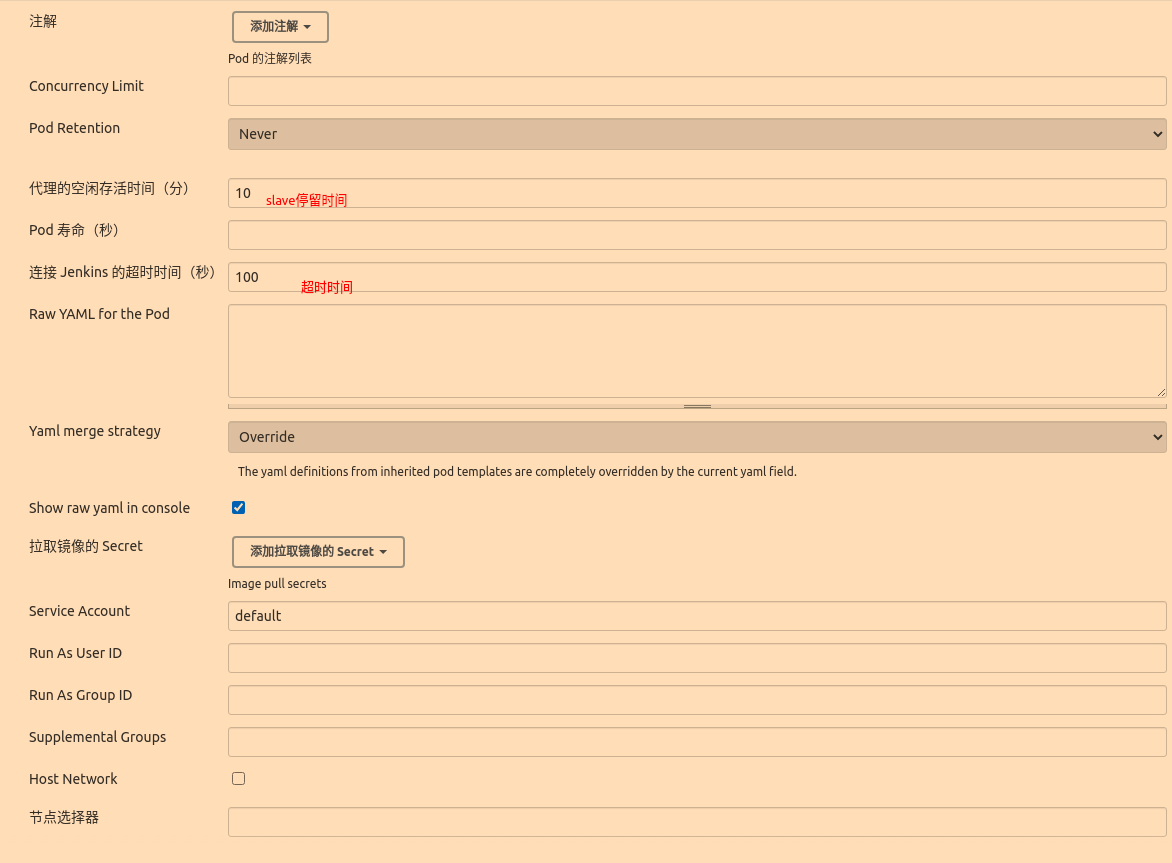 注解
添加注解
Pod 的注解列表
Concurrency Limit
Pod Retention
Never
代理的空闲存活时间（分）
10
slave停留时间
Pod 寿命（秒）
连接 Jenkins 的超时时间（秒）
100
超时时间
Raw YAML for the Pod
Yaml merge strategy
Override
The yaml definitions from inherited pod templates are completely overridden by the current yaml field.
Show raw yaml in console
拉取镜像的 Secret
添加拉取镜像的 Secret
Image pull secrets
Service Account
default
Run As User ID
Run As Group ID
Supplemental Groups
Host Network
节点选择器